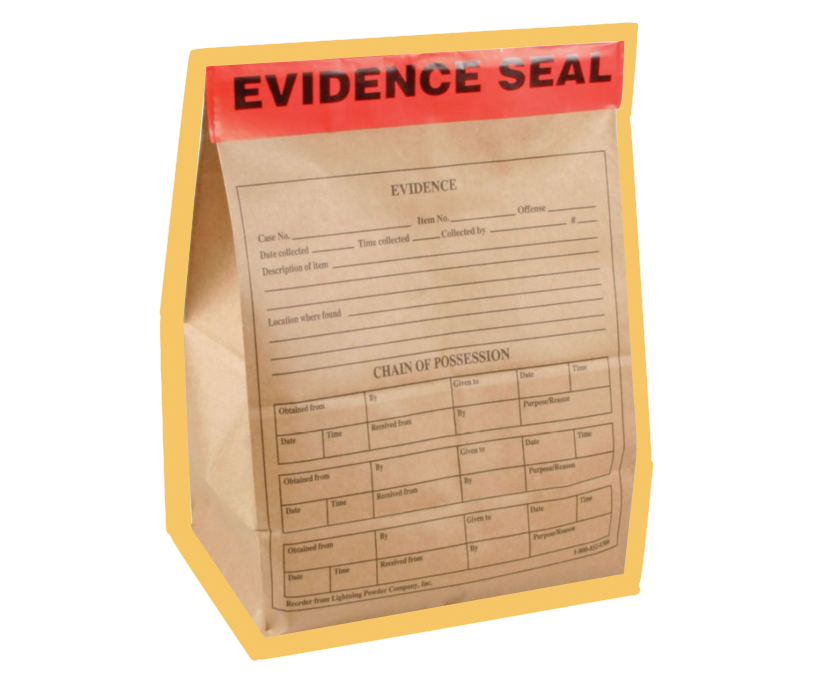 EVIDENCE SEAL
EVIDENCE
Case No. Item No. Offense
Date collected Time collected Collected by #
Description of item
Location where found
CHAIN OF POSSESSION
Obtained from By Given to Date Time
Date Time Received from By Purpose/Reason
Obtained from By Given to Date Time
Date Time Received from By Purpose/Reason
Obtained from By Given to Date Time
Date Time Received from By Purpose/Reason
Reorder from Lightning Powder Company, Inc.